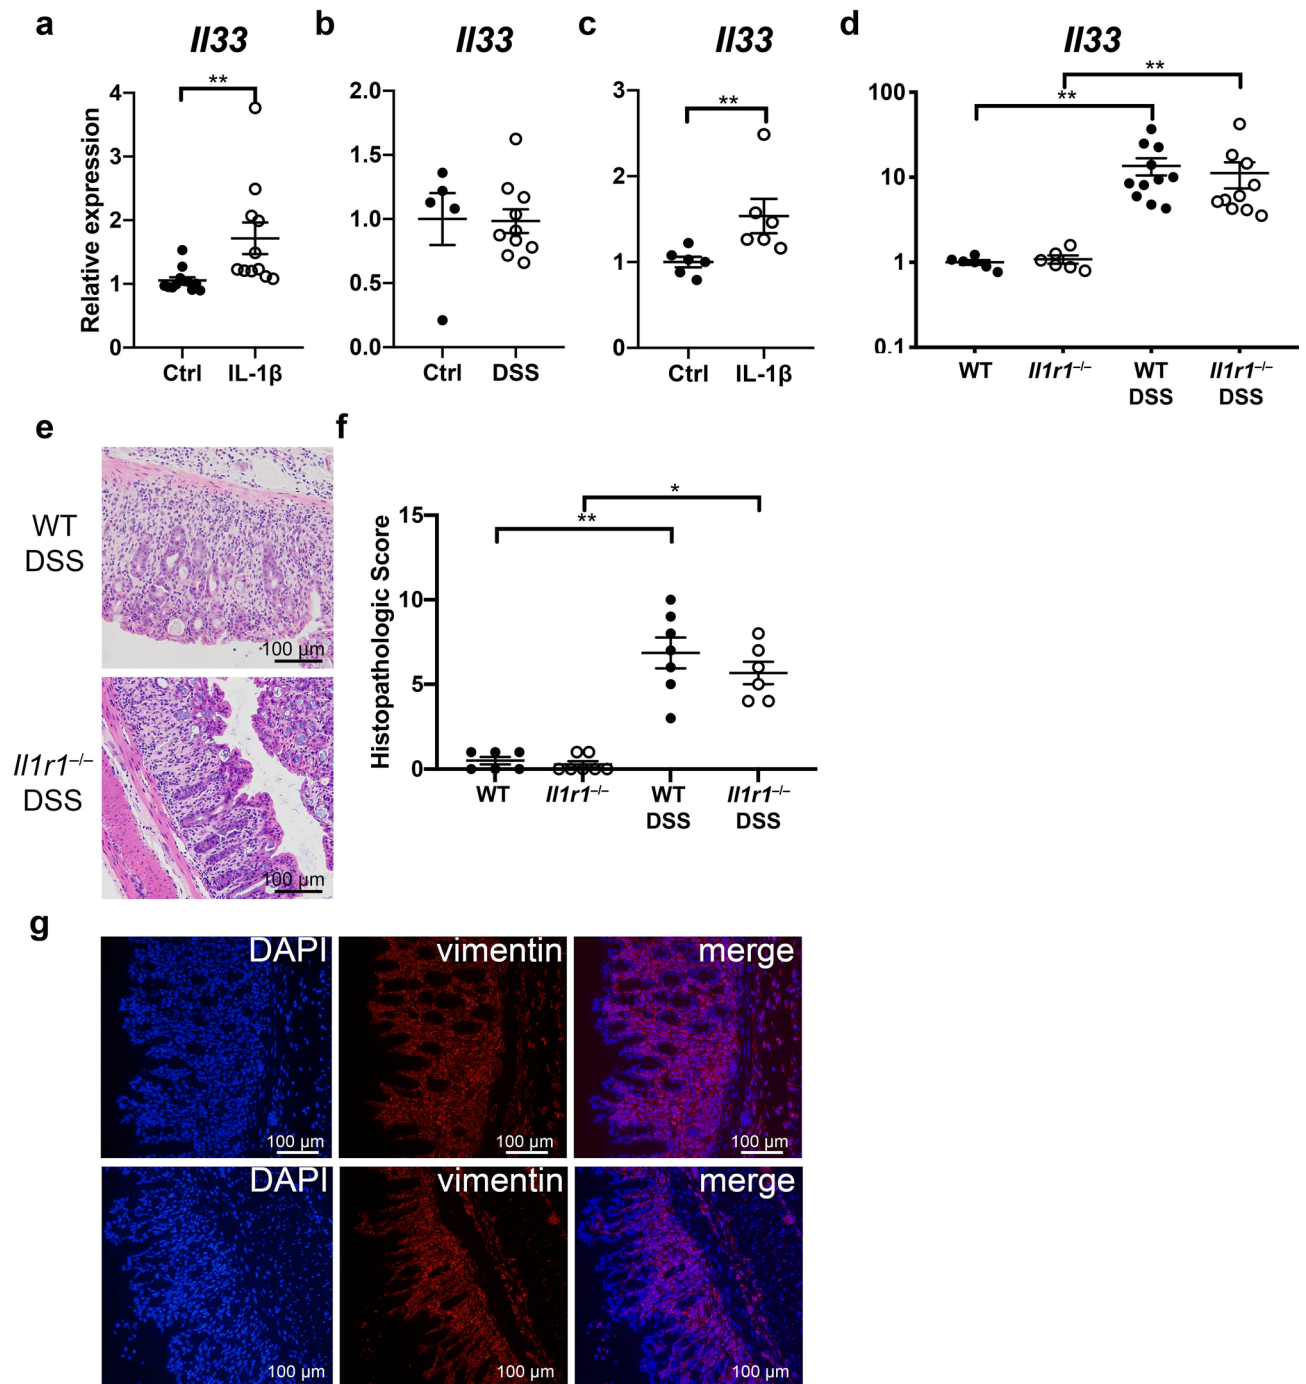 a
Il33
**
Relative expression
4
3
2
1
0
Ctrl
IL-1β
b
Il33
2.0
1.5
1.0
0.5
0.0
Ctrl
DSS
c
Il33
**
3
2
1
0
Ctrl
IL-1β
d
Il33
**
**
100
10
1
0.1
WT
Il1r1–/–
WT
DSS
Il1r1–/–
DSS
e
WT
DSS
100 µm
Il1r1–/–
DSS
100 µm
f
*
**
Histopathologic Score
15
10
5
0
WT
Il1r1–/–
WT
DSS
Il1r1–/–
DSS
g
DAPI
vimentin
merge
100 µm
100 µm
100 µm
DAPI
vimentin
merge
100 µm
100 µm
100 µm